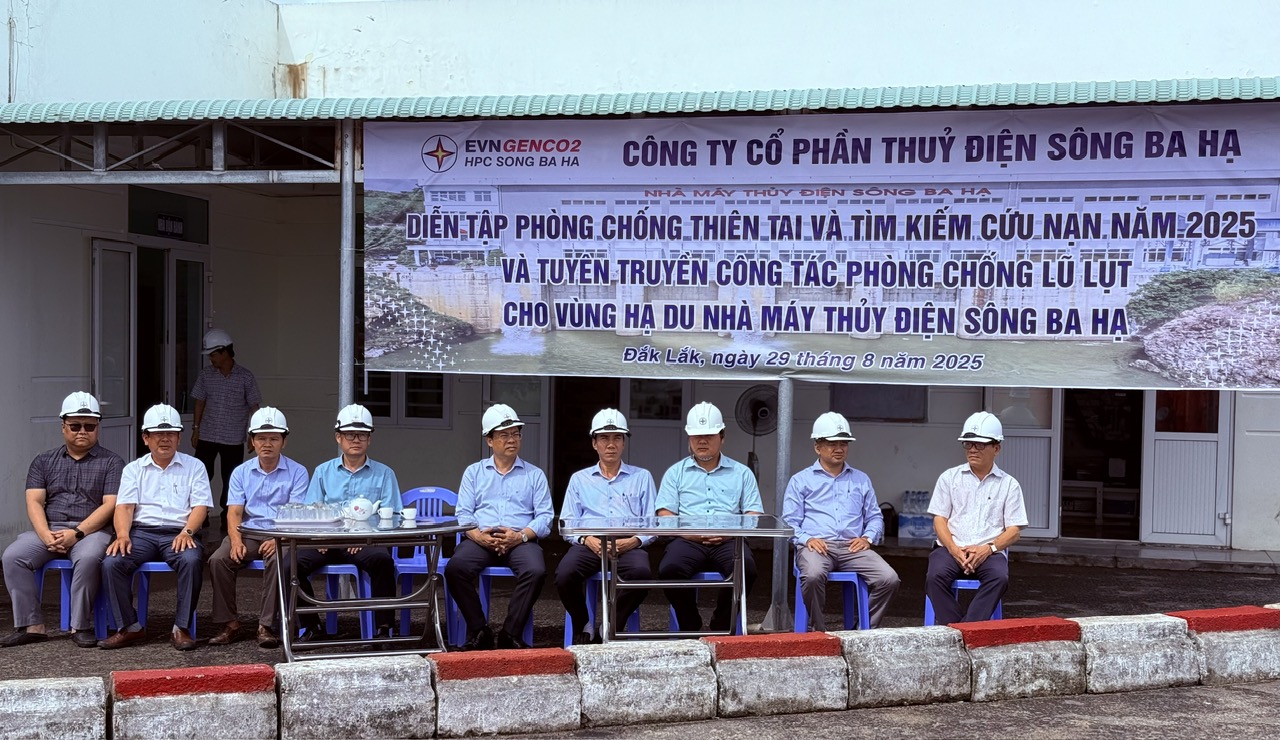 EVNGENCO2
HPC SONG BA HA
CÔNG TY CỔ PHẦN THUỶ ĐIỆN SÔNG BA HẠ
NHÀ MÁY THỦY ĐIỆN SÔNG BA HẠ
DIỄN TẬP PHÒNG CHỐNG THIÊN TAI VÀ TÌM KIẾM CỨU NẠN NĂM 2025
VÀ TUYÊN TRUYỀN CÔNG TÁC PHÒNG CHỐNG LŨ LỤT
CHO VÙNG HẠ DU NHÀ MÁY THỦY ĐIỆN SÔNG BA HẠ
Đắk Lắk, ngày 29 tháng 8 năm 2025